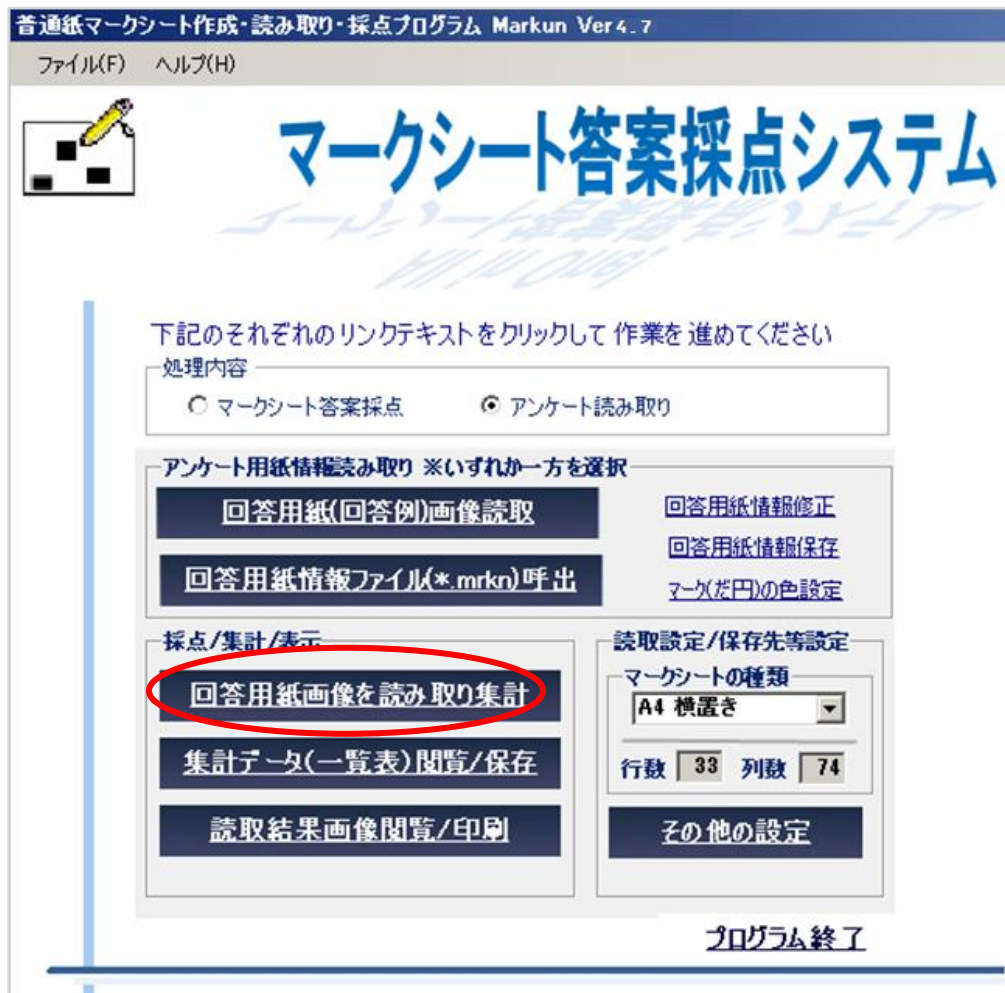 普通紙マークシート作成・読み取り・採点プログラム Markun Ver4.7
ファイル(F) ヘルプ(H)
マークシート答案採点システム
下記のそれぞれのリンクテキストをクリックして作業を進めてください
処理内容
マークシート答案採点 アンケート読み取り
アンケート用紙情報読み取り ※いずれか一方を選択
回答用紙(回答例)画像読取
回答用紙情報修正
回答用紙情報保存
回答用紙情報ファイル(*.mrkn)呼出
マーク(だ円)の色設定
採点/集計/表示
回答用紙画像を読み取り集計
集計データ(一覧表)閲覧/保存
読取結果画像閲覧/印刷
読取設定/保存先等設定
マークシートの種類
A4 横置き
行数 33 列数 74
その他の設定
プログラム終了